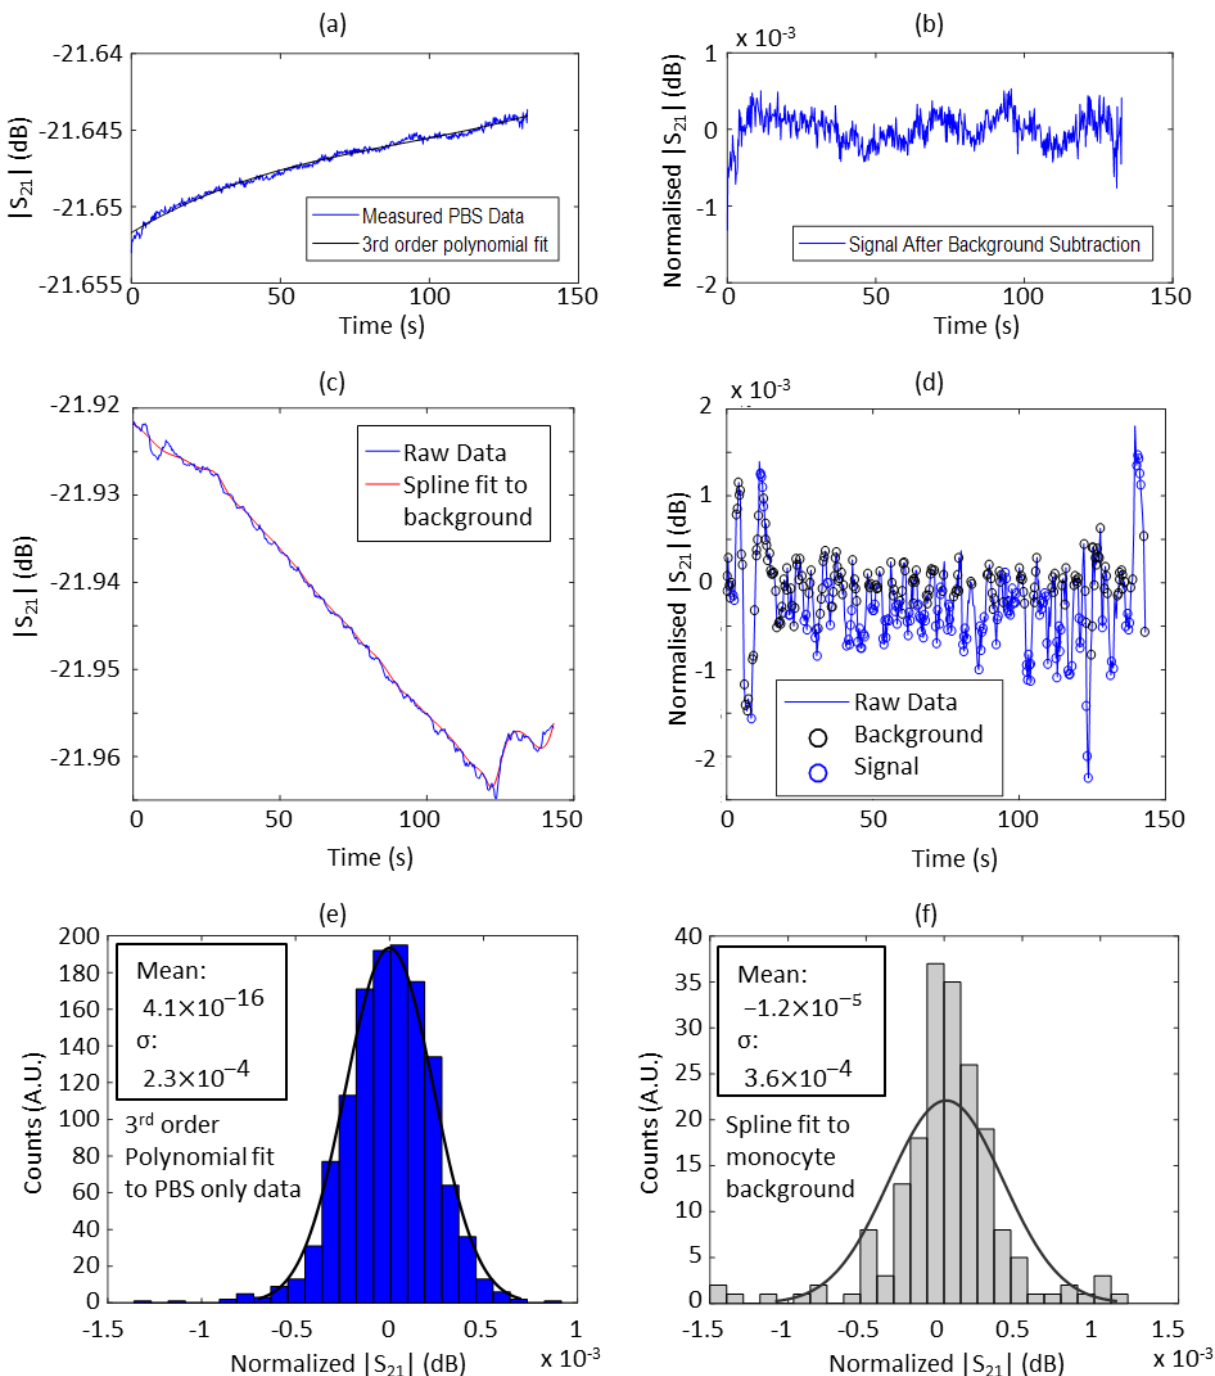 (a)
-21.64
-21.645
-21.65
-21.655
|S21| (dB)
Measured PBS Data
3rd order polynomial fit
0 50 100 150
Time (s)
(b)
x 10-3
1
0
-1
-2
Normalised |S21| (dB)
Signal After Background Subtraction
0 50 100 150
Time (s)
(c)
-21.92
-21.93
-21.94
-21.95
-21.96
|S21| (dB)
Raw Data
Spline fit to
background
0 50 100 150
Time (s)
(d)
x 10-3
2
1
0
-1
-2
Normalised |S21| (dB)
Raw Data
Background
Signal
0 50 100 150
Time (s)
(e)
200
180
160
140
120
100
80
60
40
20
0
Counts (A.U.)
Mean:
4.1×10−16
σ:
2.3×10−4
3rd order
Polynomial fit
to PBS only data
-1.5 -1 -0.5 0 0.5 1
Normalized |S21| (dB)
x 10-3
(f)
40
35
30
25
20
15
10
5
0
Counts (A.U.)
Mean:
−1.2×10−5
σ:
3.6×10−4
Spline fit to
monocyte
background
-1.5 -1 -0.5 0 0.5 1 1.5
Normalized |S21| (dB)
x 10-3